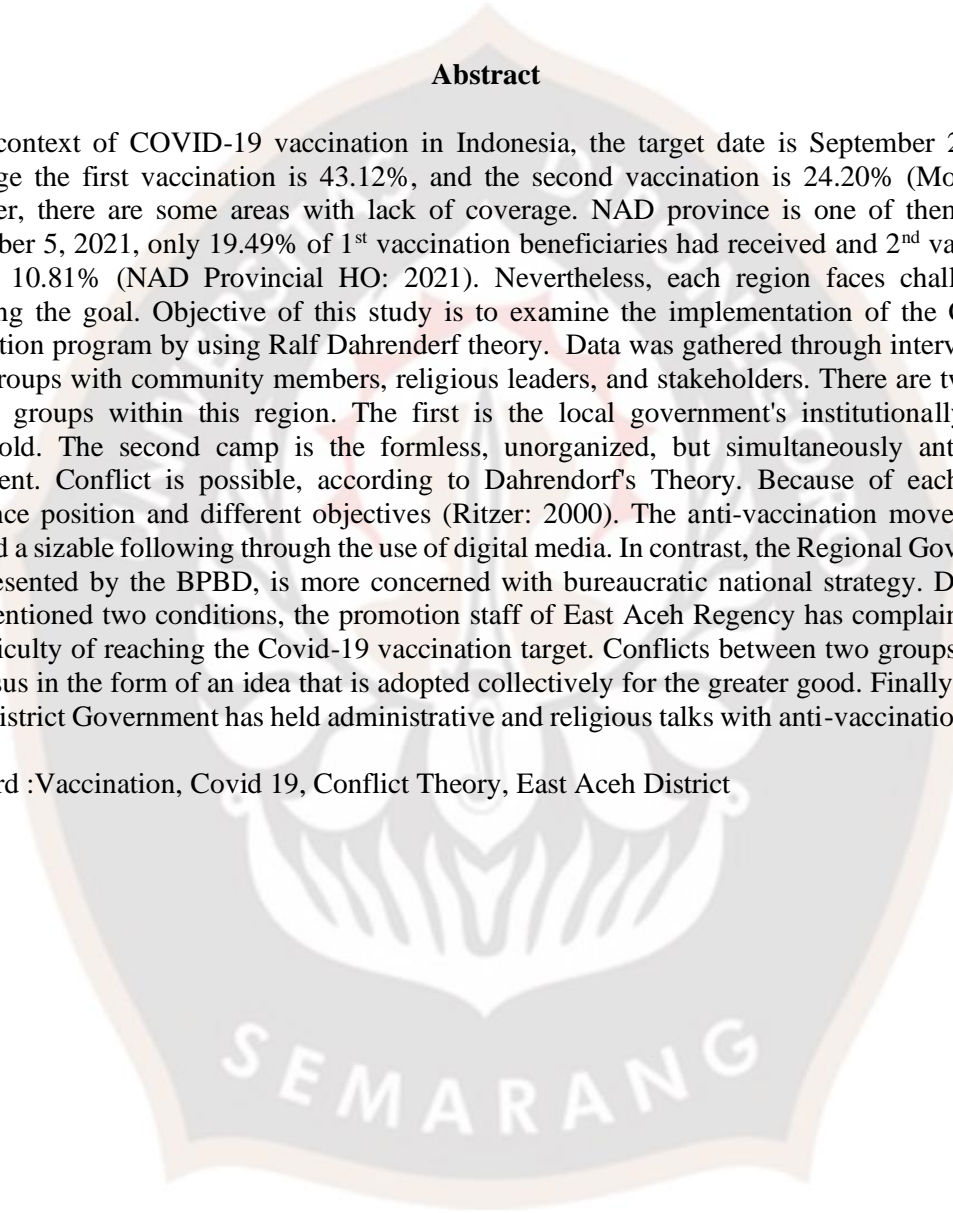 Abstract
context of COVID-19 vaccination in Indonesia, the target date is September 2
ge the first vaccination is 43.12%, and the second vaccination is 24.20% (Mo
er, there are some areas with lack of coverage. NAD province is one of them
ber 5, 2021, only 19.49% of 1st vaccination beneficiaries had received and 2nd va
10.81% (NAD Provincial HO: 2021). Nevertheless, each region faces chall
ng the goal. Objective of this study is to examine the implementation of the
tion program by using Ralf Dahrenderf theory. Data was gathered through interv
roups with community members, religious leaders, and stakeholders. There are tw
groups within this region. The first is the local government's institutionally
old. The second camp is the formless, unorganized, but simultaneously ant
ent. Conflict is possible, according to Dahrendorf's Theory. Because of each
nce position and different objectives (Ritzer: 2000). The anti-vaccination move
d a sizable following through the use of digital media. In contrast, the Regional Gov
resented by the BPBD, is more concerned with bureaucratic national strategy. D
entioned two conditions, the promotion staff of East Aceh Regency has complain
iculty of reaching the Covid-19 vaccination target. Conflicts between two groups
sus in the form of an idea that is adopted collectively for the greater good. Finally
District Government has held administrative and religious talks with anti-vaccinatio
rd :Vaccination, Covid 19, Conflict Theory, East Aceh District
UNIVERSITAS DIPONEGORO
SEMARANG